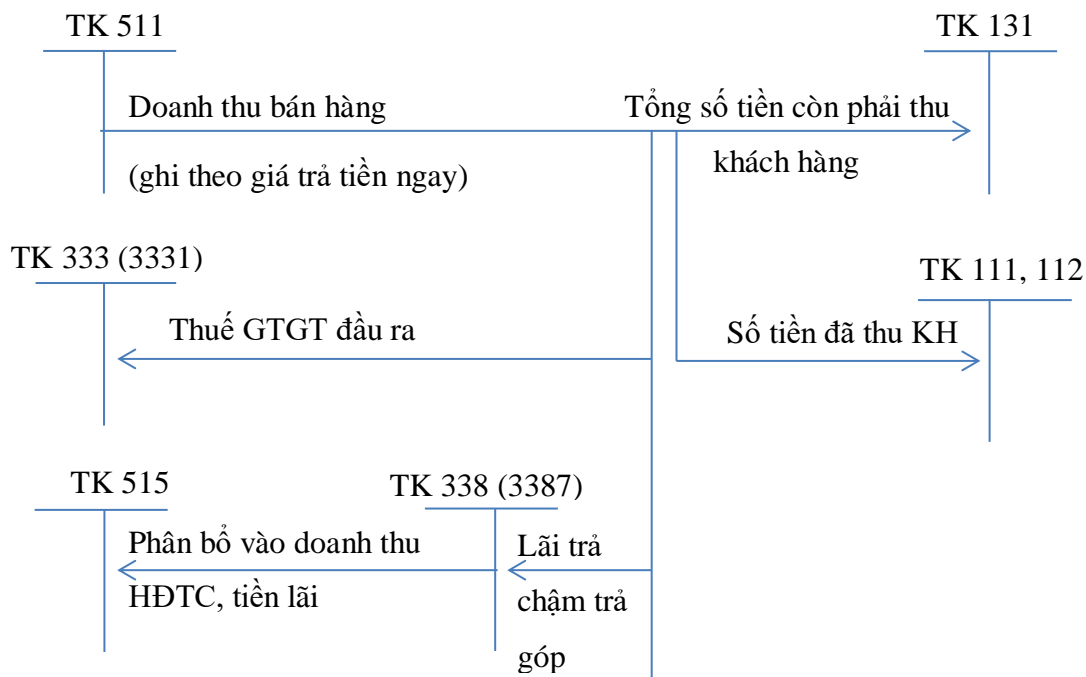 TK 511
TK 131
Doanh thu bán hàng
(ghi theo giá trả tiền ngay)
Tổng số tiền còn phải thu
khách hàng
TK 333 (3331)
TK 111, 112
Thuế GTGT đầu ra
Số tiền đã thu KH
TK 515
TK 338 (3387)
Phân bổ vào doanh thu
HĐTC, tiền lãi
Lãi trả
chậm trả
góp